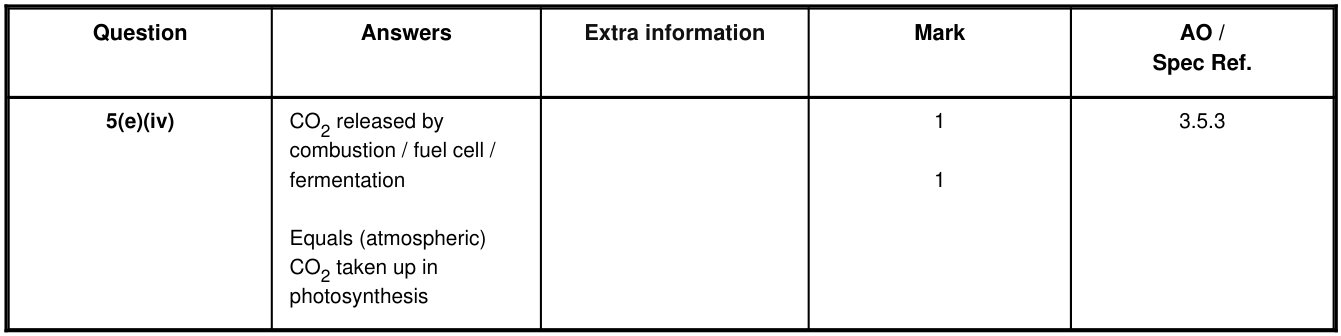 Question Answers Extra information Mark AO /
Spec Ref.
5(e)(iv) CO2 released by 1 3.5.3
combustion / fuel cell /
fermentation 1
Equals (atmospheric)
CO2 taken up in
photosynthesis